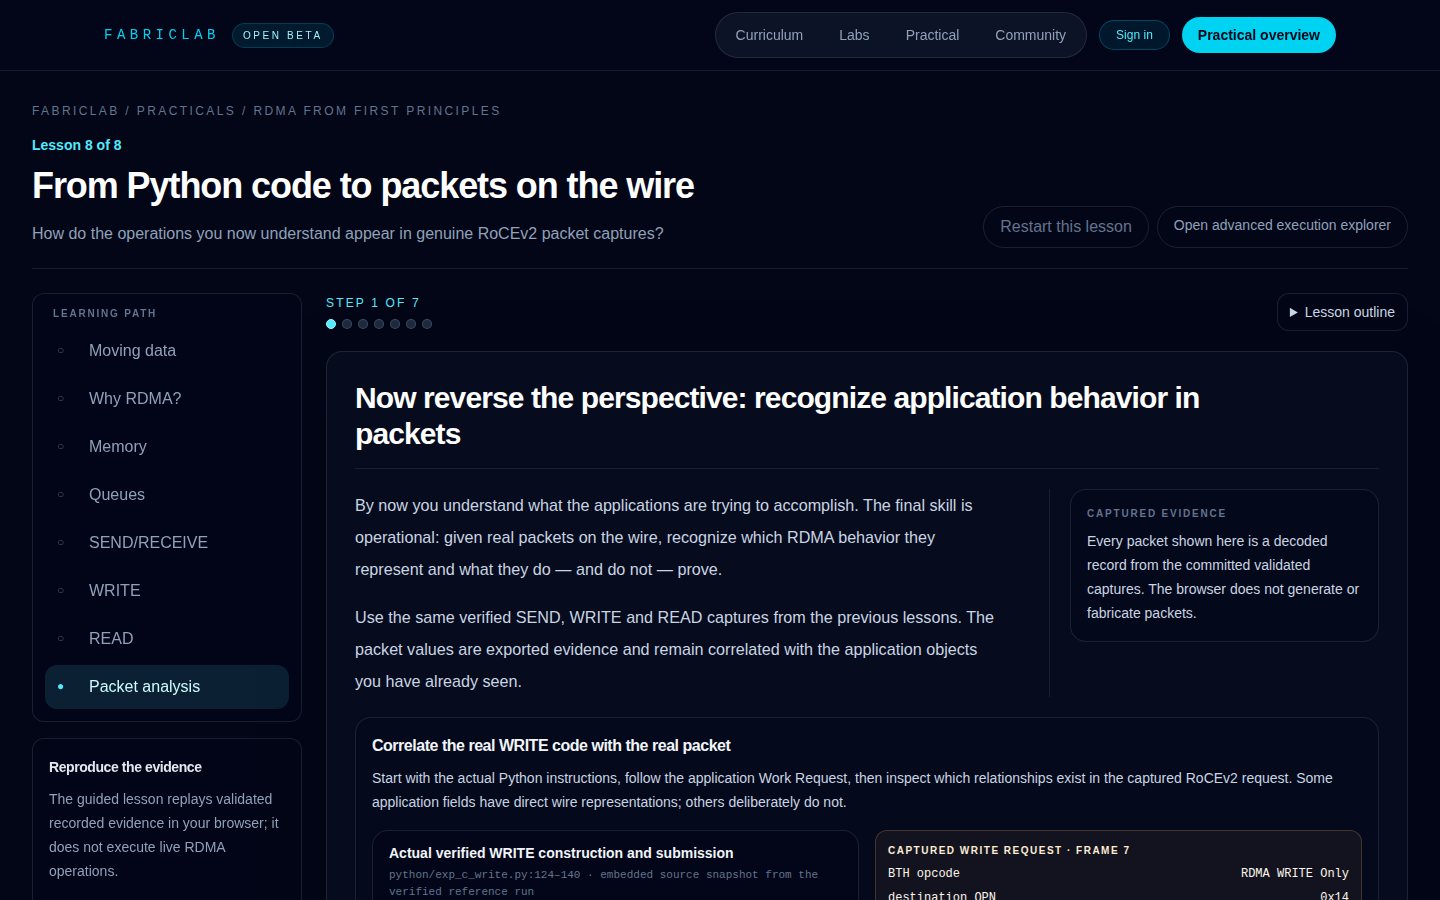 FABRICLAB OPEN BETA Curriculum Labs Practical Community Sign in Practical overview
FABRICLAB / PRACTICALS / RDMA FROM FIRST PRINCIPLES
Lesson 8 of 8
From Python code to packets on the wire
How do the operations you now understand appear in genuine RoCEv2 packet captures?
Restart this lesson Open advanced execution explorer
LEARNING PATH
Moving data
Why RDMA?
Memory
Queues
SEND/RECEIVE
WRITE
READ
Packet analysis
Reproduce the evidence
The guided lesson replays validated
recorded evidence in your browser; it
does not execute live RDMA
operations.
STEP 1 OF 7
Lesson outline
Now reverse the perspective: recognize application behavior in
packets
By now you understand what the applications are trying to accomplish. The final skill is
operational: given real packets on the wire, recognize which RDMA behavior they
represent and what they do — and do not — prove.
Use the same verified SEND, WRITE and READ captures from the previous lessons. The
packet values are exported evidence and remain correlated with the application objects
you have already seen.
CAPTURED EVIDENCE
Every packet shown here is a decoded
record from the committed validated
captures. The browser does not generate or
fabricate packets.
Correlate the real WRITE code with the real packet
Start with the actual Python instructions, follow the application Work Request, then inspect which relationships exist in the captured RoCEv2 request. Some
application fields have direct wire representations; others deliberately do not.
Actual verified WRITE construction and submission
python/exp_c_write.py:124–140 · embedded source snapshot from the
verified reference run
CAPTURED WRITE REQUEST · FRAME 7
BTH opcode RDMA WRITE Only
destination QPN 0x14